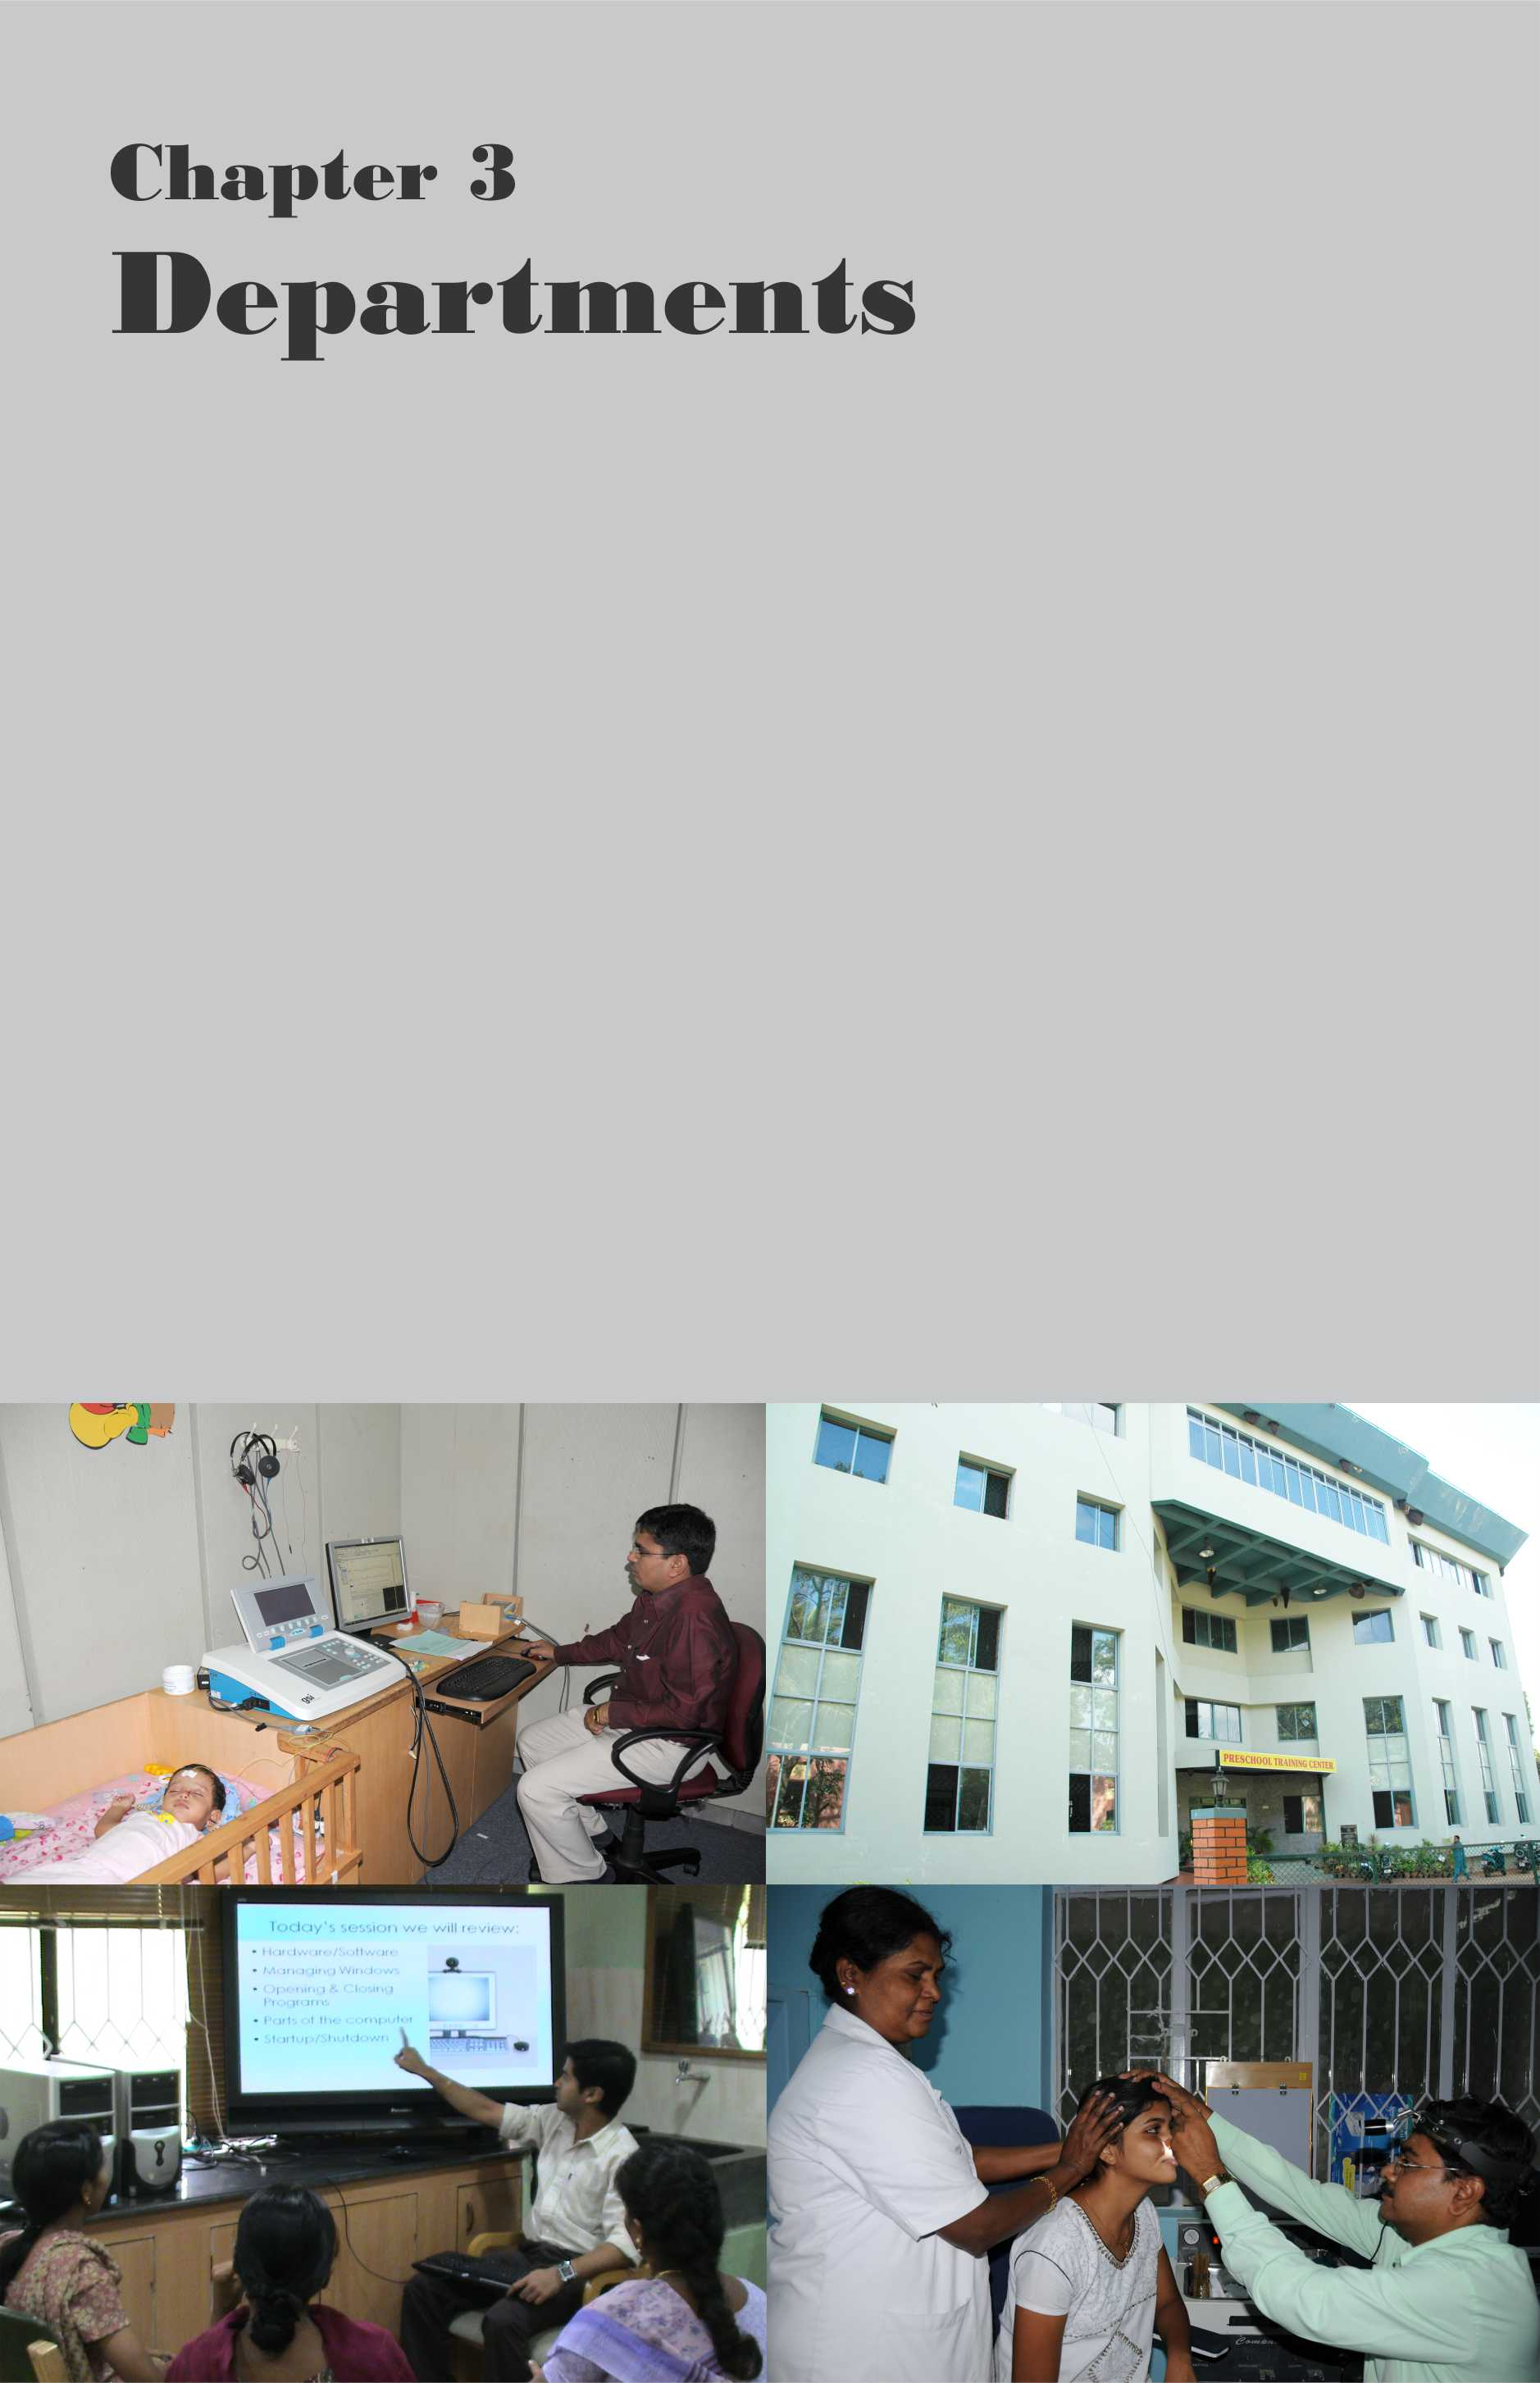 Chapter 3
Departments
gsi
PRESCHOOL TRAINING CENTER
Today's session we will review:
• Hardware/Software
• Managing Windows
• Opening & Closing
Programs
• Parts of the computer
• Startup/Shutdown